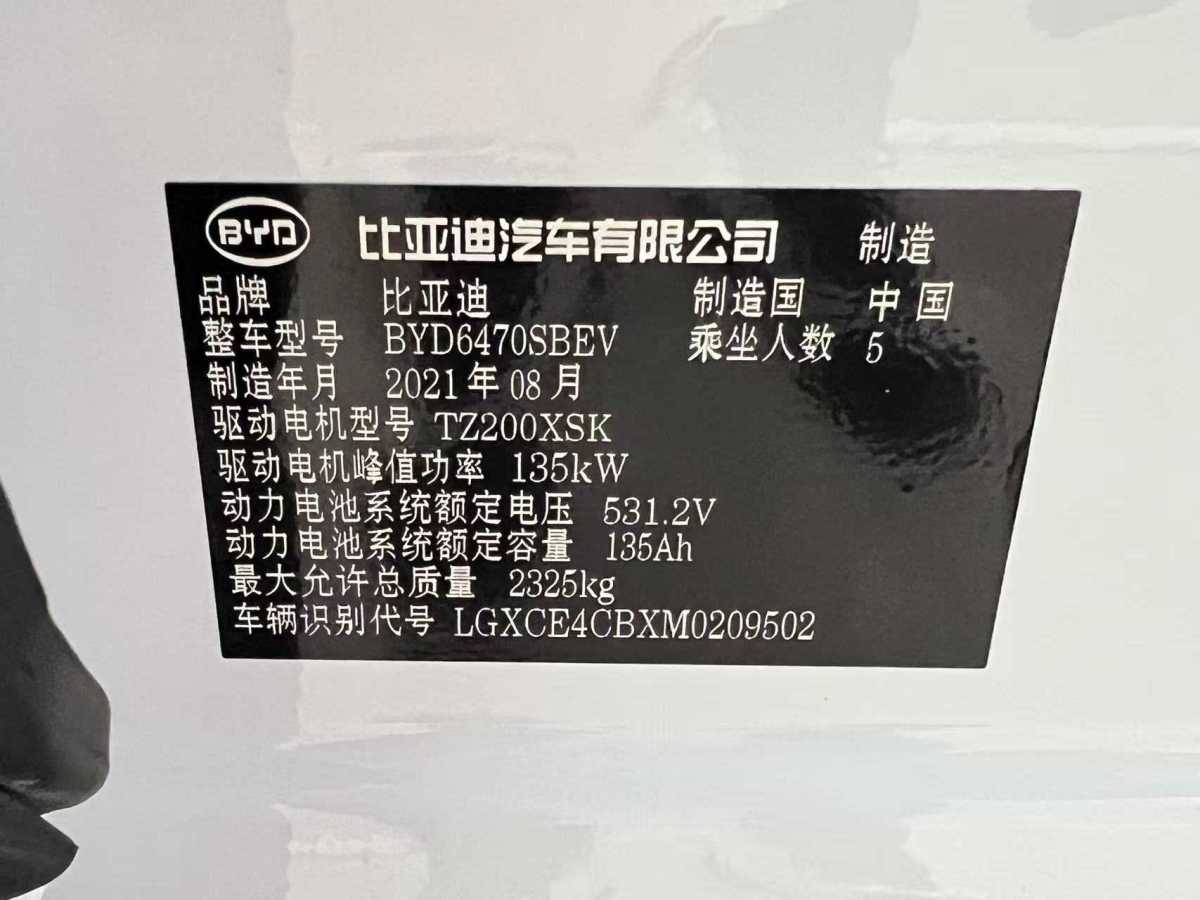 BYD 比亚迪汽车有限公司 制造
品牌 比亚迪 制造国 中国
整车型号 BYD6470SBEV 乘坐人数 5
制造年月 2021年08月
驱动电机型号 TZ200XSK
驱动电机峰值功率 135kW
动力电池系统额定电压 531.2V
动力电池系统额定容量 135Ah
最大允许总质量 2325kg
车辆识别代号 LGXCE4CBXM0209502